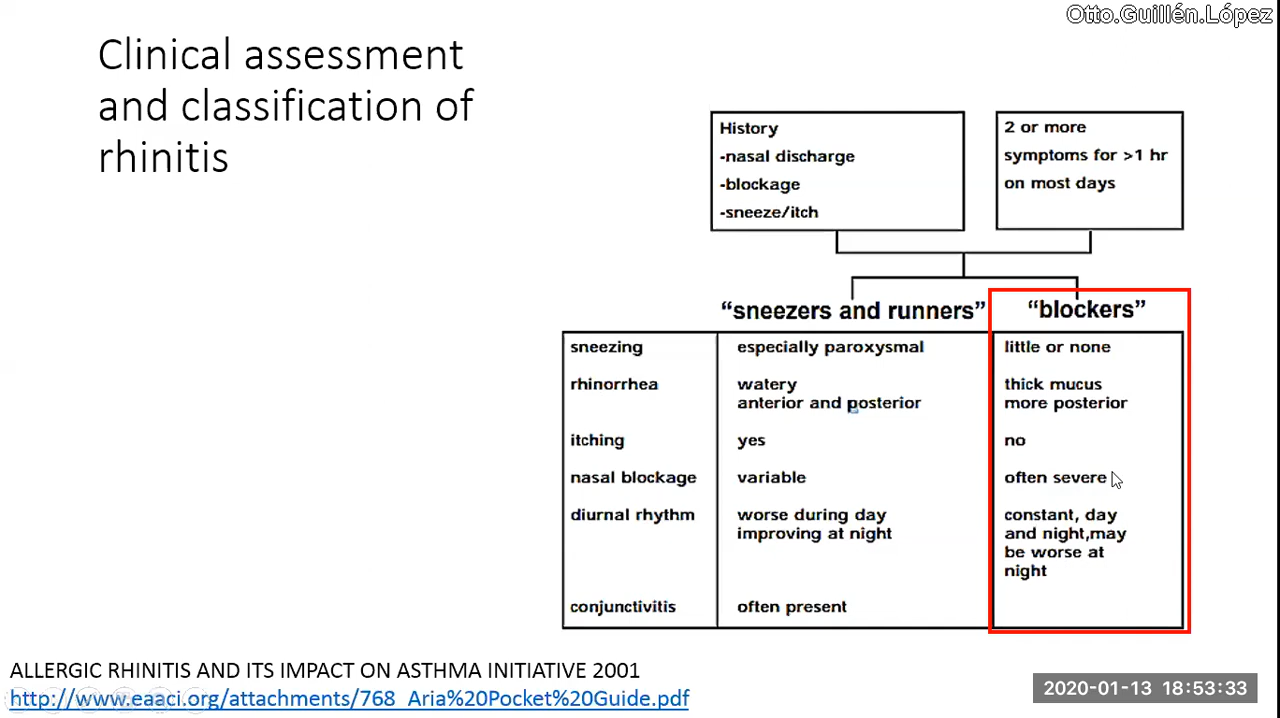 Otto.Guillén.López
Clinical assessment
and classification of
rhinitis
History
-nasal discharge
-blockage
-sneeze/itch
2 or more
symptoms for >1 hr
on most days
“sneezers and runners”
“blockers”
sneezing especially paroxysmal little or none
rhinorrhea watery thick mucus
anterior and posterior more posterior
itching yes no
nasal blockage variable often severe
diurnal rhythm worse during day constant, day
improving at night and night,may
be worse at
night
conjunctivitis often present
ALLERGIC RHINITIS AND ITS IMPACT ON ASTHMA INITIATIVE 2001
http://www.eaaci.org/attachments/768_Aria%20Pocket%20Guide.pdf
2020-01-13 18:53:33